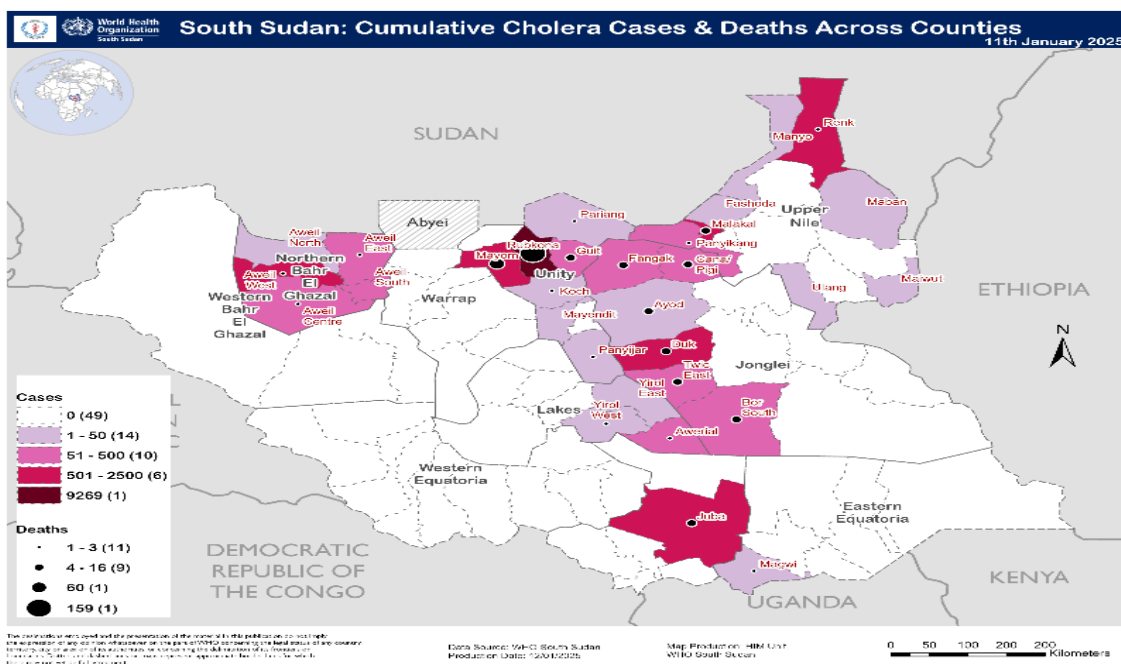 World Health
Organization
South Sudan
South Sudan: Cumulative Cholera Cases & Deaths Across Counties
11th January 2025
SUDAN
Renk
Manyo
Maban
Fashoda
Upper
Nile
Malakal
Panyikang
Canal
Pigi
Pariang
Abyei
Rubkona
Mayom
Guit
Fangak
Unity
Koch
Mayendit
Ayod
Ulang
Maiwut
ETHIOPIA
Aweil
North
Aweil
East
Northern
Bahr
El
Ghazal
Aweil
West
Aweil
South
Aweil
Centre
Western
Bahr
El
Ghazal
Warrap
Panyijar
Duk
Twic
East
Jonglei
Yirol
East
Yirol
West
Lakes
Bor
South
Awerial
Western
Equatoria
Eastern
Equatoria
Juba
Magwi
DEMOCRATIC
REPUBLIC OF
THE CONGO
UGANDA
KENYA
N
Cases
0 (49)
1 - 50 (14)
51 - 500 (10)
501 - 2500 (6)
9269 (1)
Deaths
1 - 3 (11)
4 - 16 (9)
60 (1)
159 (1)
Data Source: WHO South Sudan
Production Date: 12/01/2025
Map Production: HIM Unit
WHO South Sudan
0 50 100 150 200
Kilometers